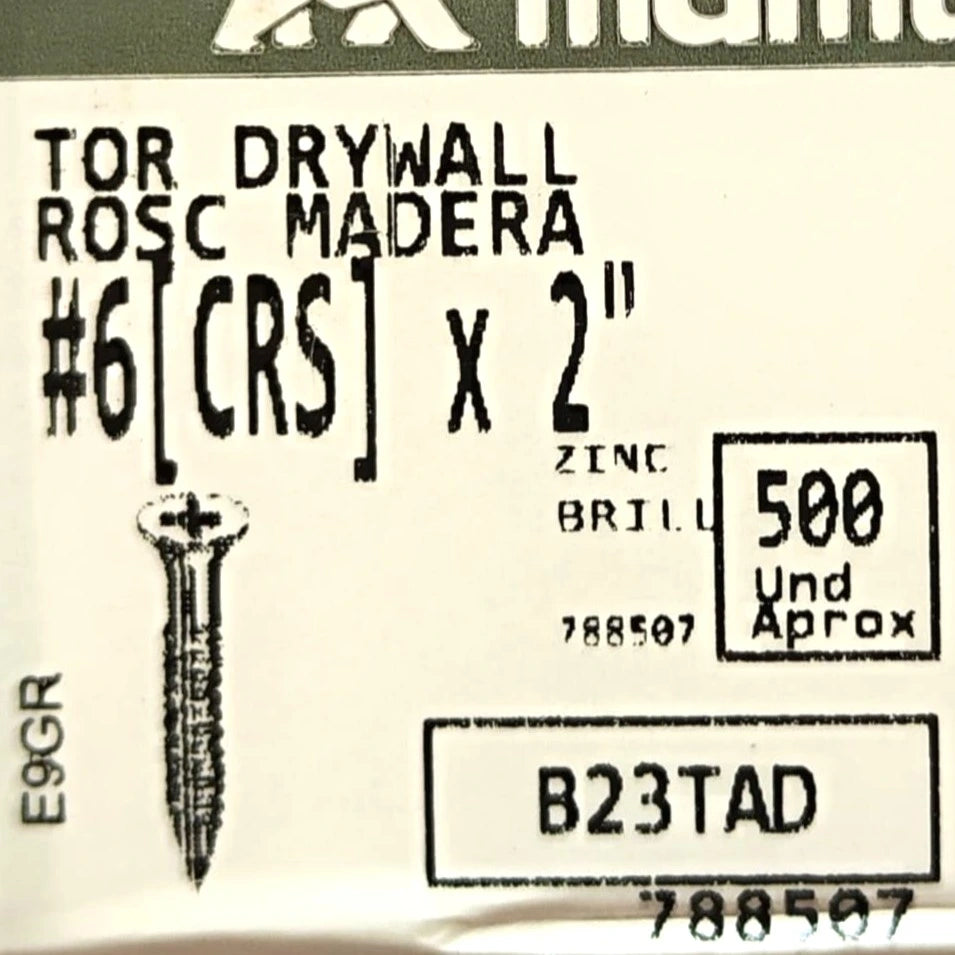 TOR DRYWALL
ROSC MADERA
#6[CRS] x 2"
ZINC
BRILL
500
Und
Aprox
788507
E9GR
B23TAD
788507